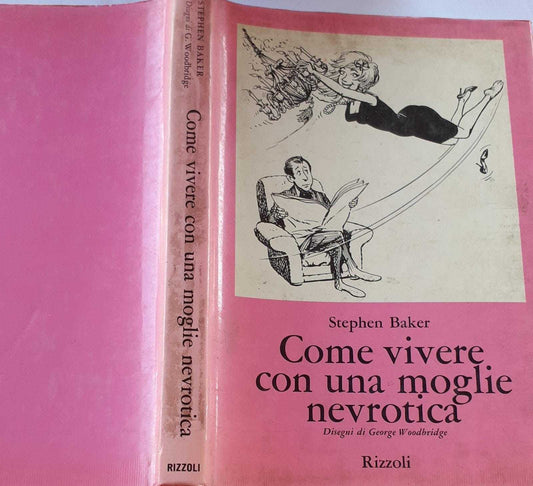 STEPHEN BAKER
Disegni di G. Woodbridge
Come vivere con una moglie nevrotica
RIZZOLI
Stephen Baker
Come vivere
con una moglie
nevrotica
Disegni di George Woodbridge
Rizzoli